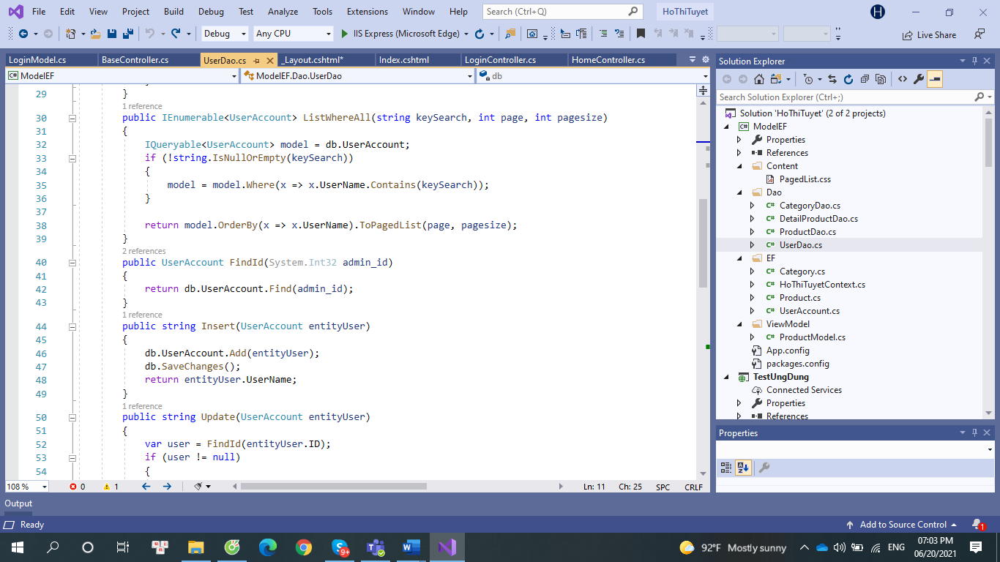 File Edit View Project Build Debug Test Analyze Tools Extensions Window Help Search (Ctrl+Q) HoThiTuyet H
Debug Any CPU IIS Express (Microsoft Edge) Live Share
LoginModel.cs BaseController.cs UserDao.cs _Layout.cshtml* Index.cshtml LoginController.cs HomeController.cs
ModelEF ModelEF.Dao.UserDao db
29 }
1 reference
30 public IEnumerable<UserAccount> ListWhereAll(string keySearch, int page, int pagesize)
31 {
32 IQueryable<UserAccount> model = db.UserAccount;
33 if (!string.IsNullOrEmpty(keySearch))
34 {
35 model = model.Where(x => x.UserName.Contains(keySearch));
36 }
37
38 return model.OrderBy(x => x.UserName).ToPagedList(page, pagesize);
39 }
2 references
40 public UserAccount FindId(System.Int32 admin_id)
41 {
42 return db.UserAccount.Find(admin_id);
43 }
1 reference
44 public string Insert(UserAccount entityUser)
45 {
46 db.UserAccount.Add(entityUser);
47 db.SaveChanges();
48 return entityUser.UserName;
49 }
1 reference
50 public string Update(UserAccount entityUser)
51 {
52 var user = FindId(entityUser.ID);
53 if (user != null)
54 {
108 % 0 1 Ln: 11 Ch: 25 SPC CRLF
Solution Explorer
Search Solution Explorer (Ctrl+;)
Solution 'HoThiTuyet' (2 of 2 projects)
C# ModelEF
Properties
References
Content
PagedList.css
Dao
C# CategoryDao.cs
C# DetailProductDao.cs
C# ProductDao.cs
C# UserDao.cs
EF
C# Category.cs
C# HoThiTuyetContext.cs
C# Product.cs
C# UserAccount.cs
ViewModel
C# ProductModel.cs
App.config
packages.config
TestUngDung
Connected Services
Properties
References
Properties
Output
Ready Add to Source Control 1
9+ 92°F Mostly sunny ENG 07:03 PM
06/20/2021